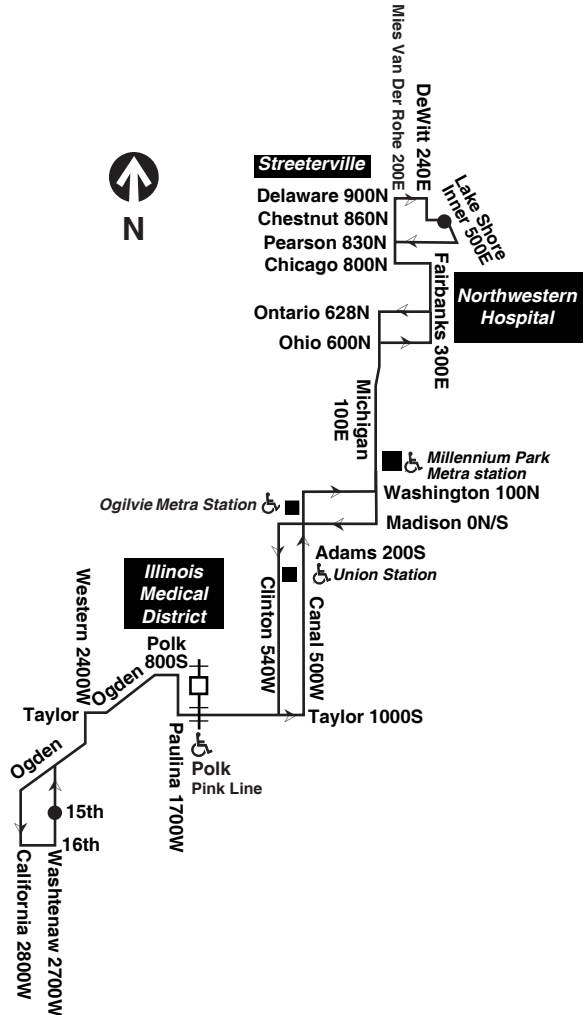 Mies Van Der Rohe 200E
DeWitt 240E
Streeterville
Delaware 900N
Chestnut 860N
Pearson 830N
Chicago 800N
Lake Shore
Inner 500E
N
Fairbanks 300E
Northwestern
Hospital
Ontario 628N
Ohio 600N
Michigan
100E
Millennium Park
Metra station
Washington 100N
Ogilvie Metra Station
Madison 0N/S
Adams 200S
Union Station
Illinois
Medical
District
Clinton 540W
Canal 500W
Western 2400W
Polk
800S
Ogden
Taylor
Taylor 1000S
Paulina 1700W
Polk
Pink Line
Ogden
15th
16th
California 2800W
Washtenaw 2700W